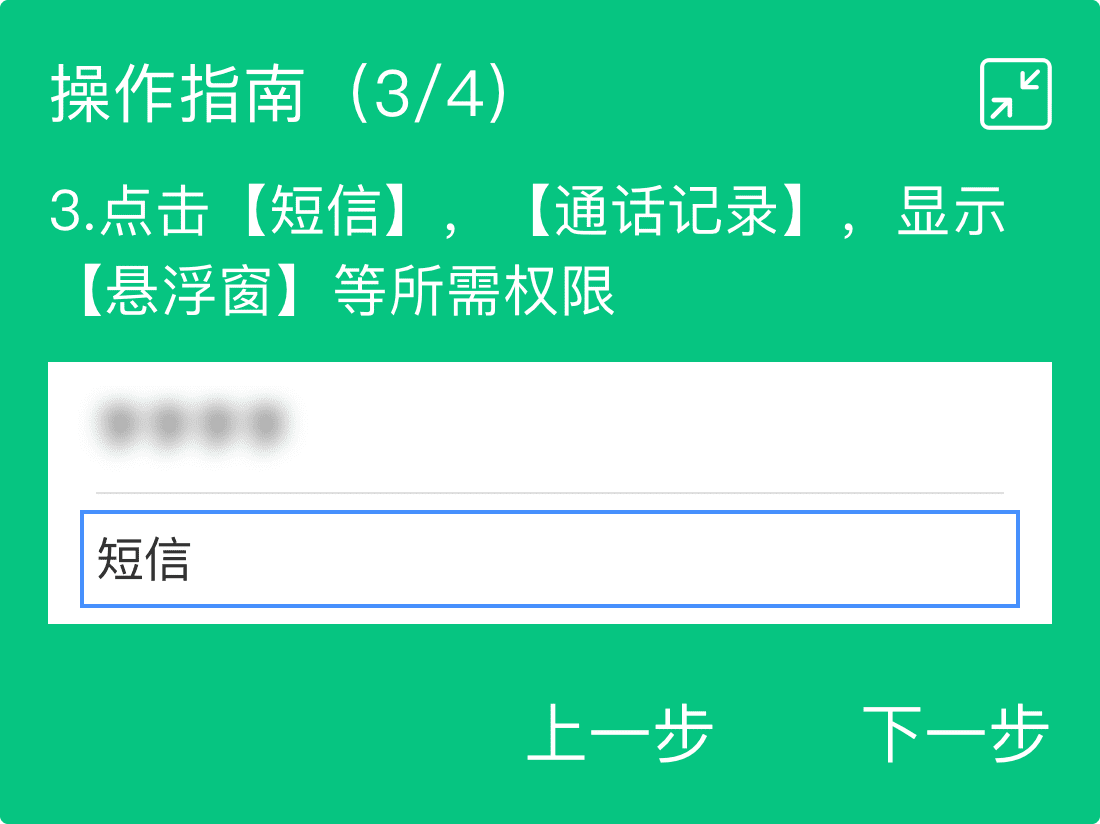 操作指南（3/4）
3.点击【短信】，【通话记录】，显示
【悬浮窗】等所需权限
短信
上一步
下一步